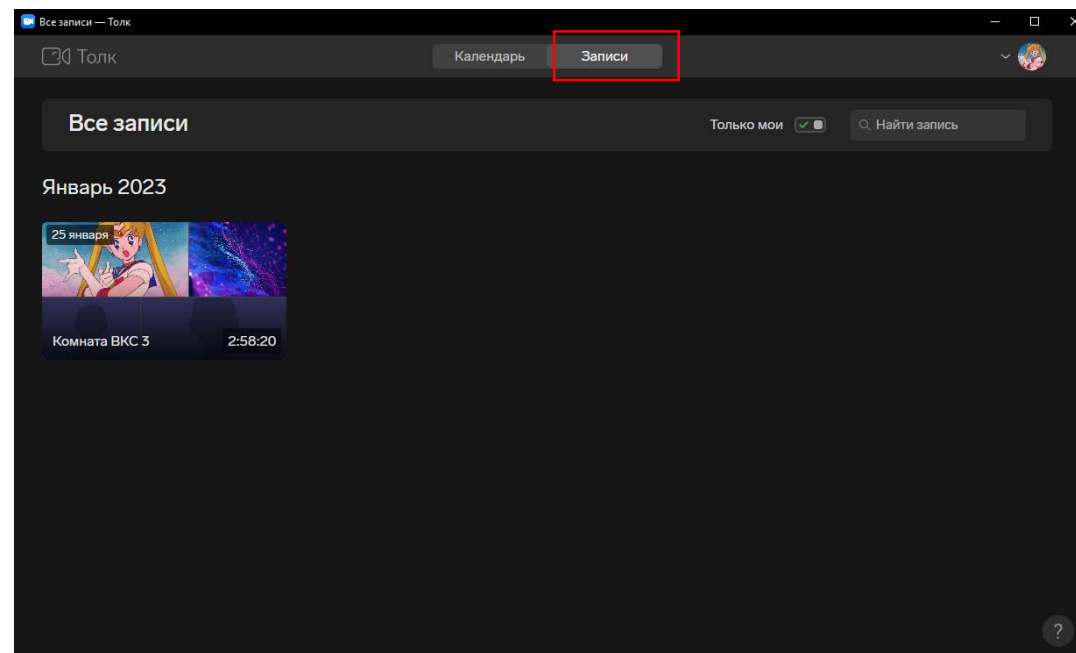 Все записи — Толк
Толк
Календарь
Записи
Все записи
Только мои
Найти запись
Январь 2023
25 января
Комната ВКС 3
2:58:20
?